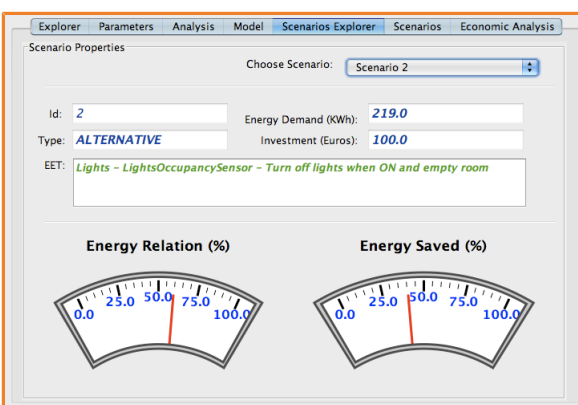 Explorer Parameters Analysis Model Scenarios Explorer Scenarios Economic Analysis
Scenario Properties
Choose Scenario: Scenario 2
Id: 2 Energy Demand (KWh): 219.0
Type: ALTERNATIVE Investment (Euros): 100.0
EET: Lights - LightsOccupancySensor - Turn off lights when ON and empty room
Energy Relation (%) Energy Saved (%)
0.0 25.0 50.0 75.0 100.0 0.0 25.0 50.0 75.0 100.0